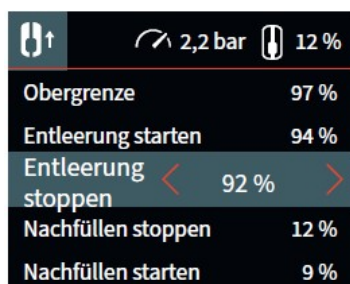 2,2 bar 12 %
Obergrenze 97 %
Entleerung starten 94 %
Entleerung
stoppen 92 %
Nachfüllen stoppen 12 %
Nachfüllen starten 9 %